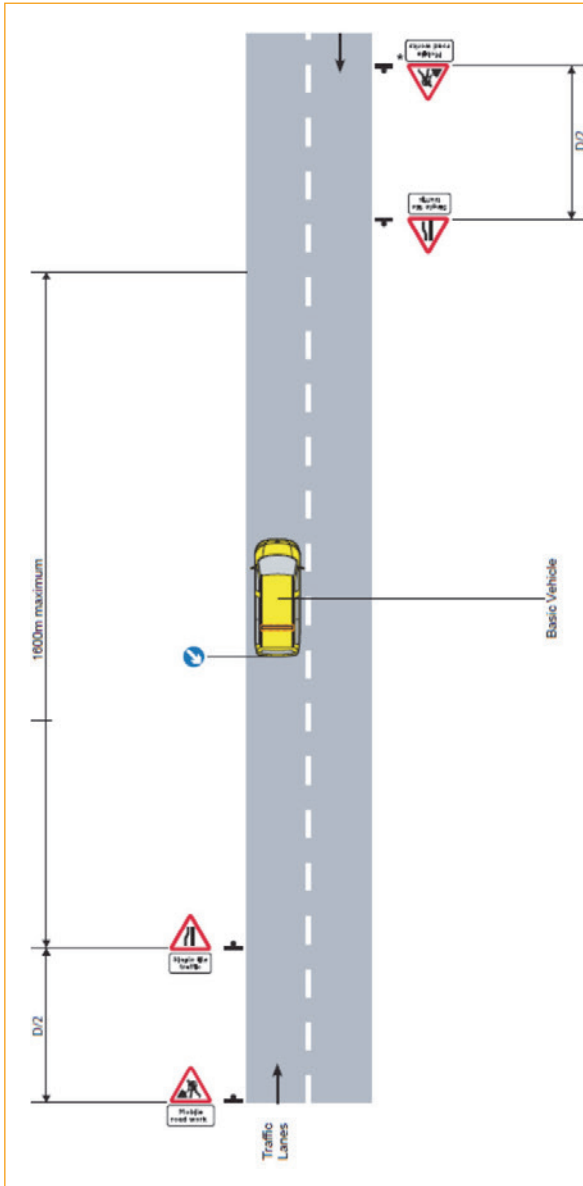 Mobile
road works
*
D/2
Single file
traffic
1600m maximum
Basic Vehicle
Single file
traffic
D/2
Mobile
road work
Traffic
Lanes